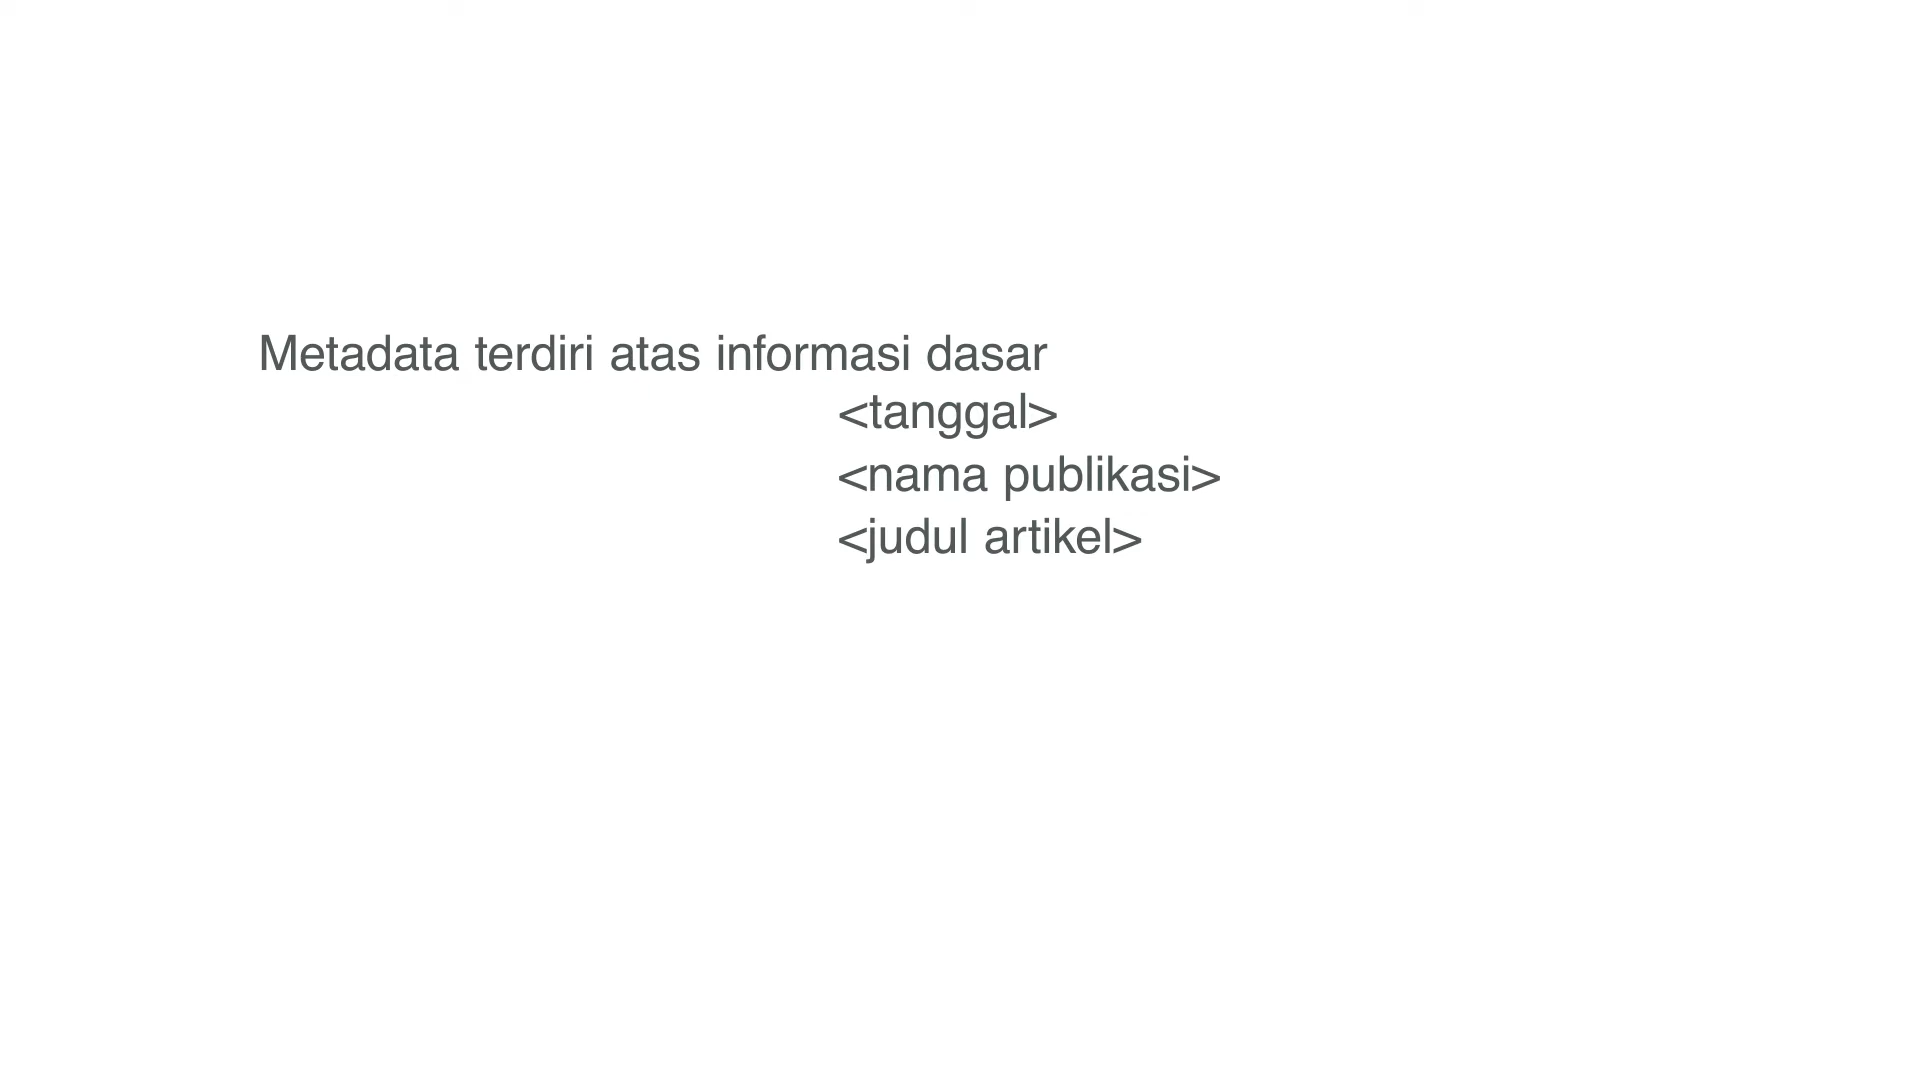 Metadata terdiri atas informasi dasar
<tanggal>
<nama publikasi>
<judul artikel>